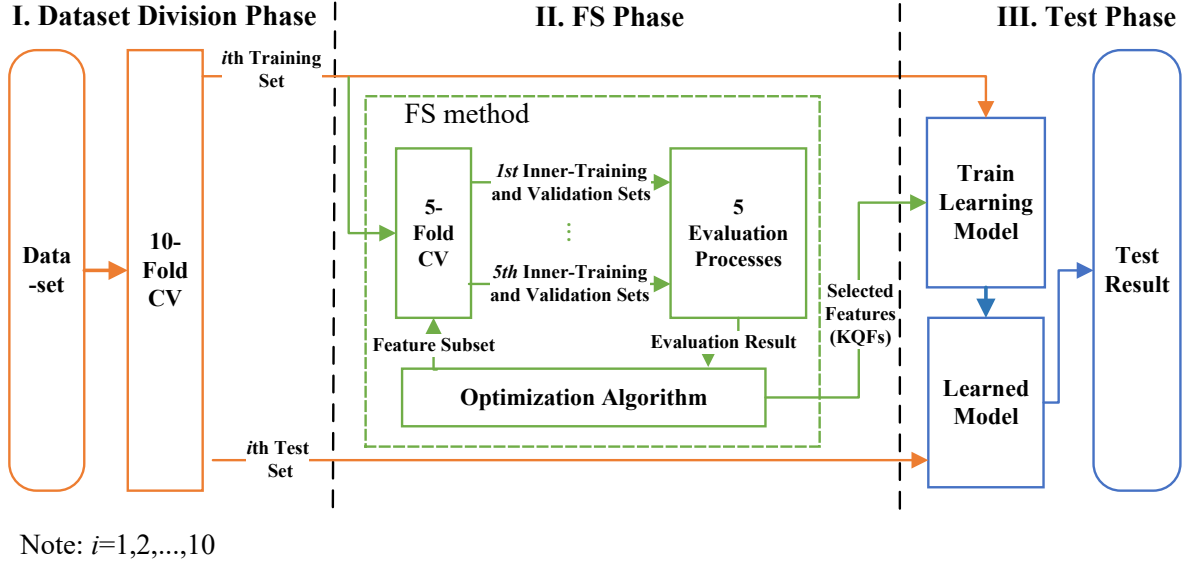 I. Dataset Division Phase
II. FS Phase
III. Test Phase
ith Training
Set
FS method
Data
-set
10-
Fold
CV
5-
Fold
CV
1st Inner-Training
and Validation Sets
...
5th Inner-Training
and Validation Sets
5
Evaluation
Processes
Feature Subset
Evaluation Result
Optimization Algorithm
Selected
Features
(KQFs)
Train
Learning
Model
Learned
Model
Test
Result
ith Test
Set
Note: i=1,2,...,10